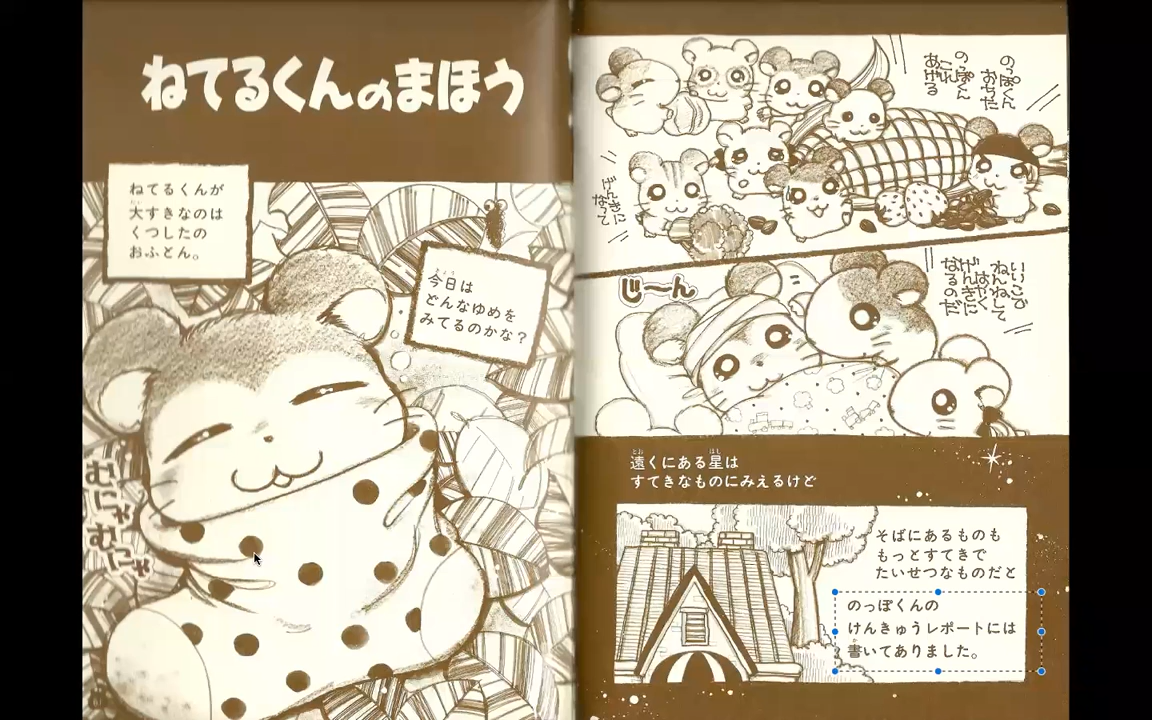 ねてるくんのまほう
ねてるくんが
大すきなのは
くつしたの
おふとん。
今日は
どんなゆめを
みてるのかな?
むにゃ
むにゃ
のっぽくん
おちた
のっぽくん
これ
あげる
げんきに
なって
じ〜ん
いいこで
ねんねして
はやく
げんきに
なるのだ
遠くにある星は
すてきなものにみえるけど
そばにあるものも
もっとすてきで
たいせつなものだと
のっぽくんの
けんきゅうレポートには
書いてありました。